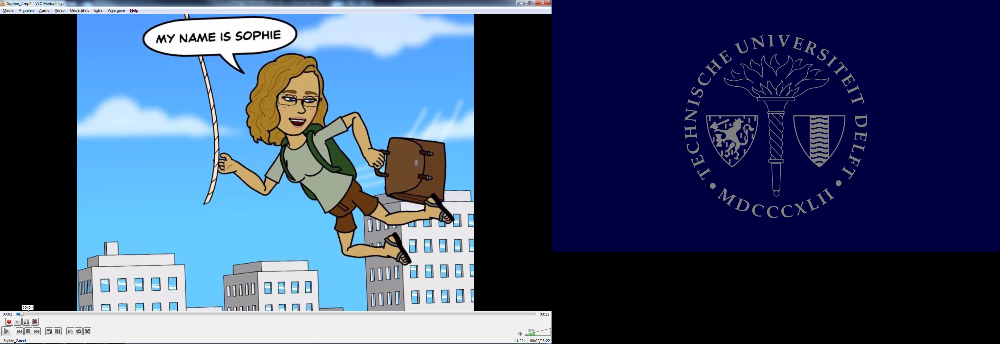 Sophie_2.mp4 - VLC Media Player
Media Afspelen Audio Video Ondertitels Extra Weergave Help
MY NAME IS SOPHIE
00:04
00:02
03:22
50%
Sophie_2.mp4
1.00x
00:02/03:22
TECHNISCHE UNIVERSITEIT DELFT
• MDCCCXLII •